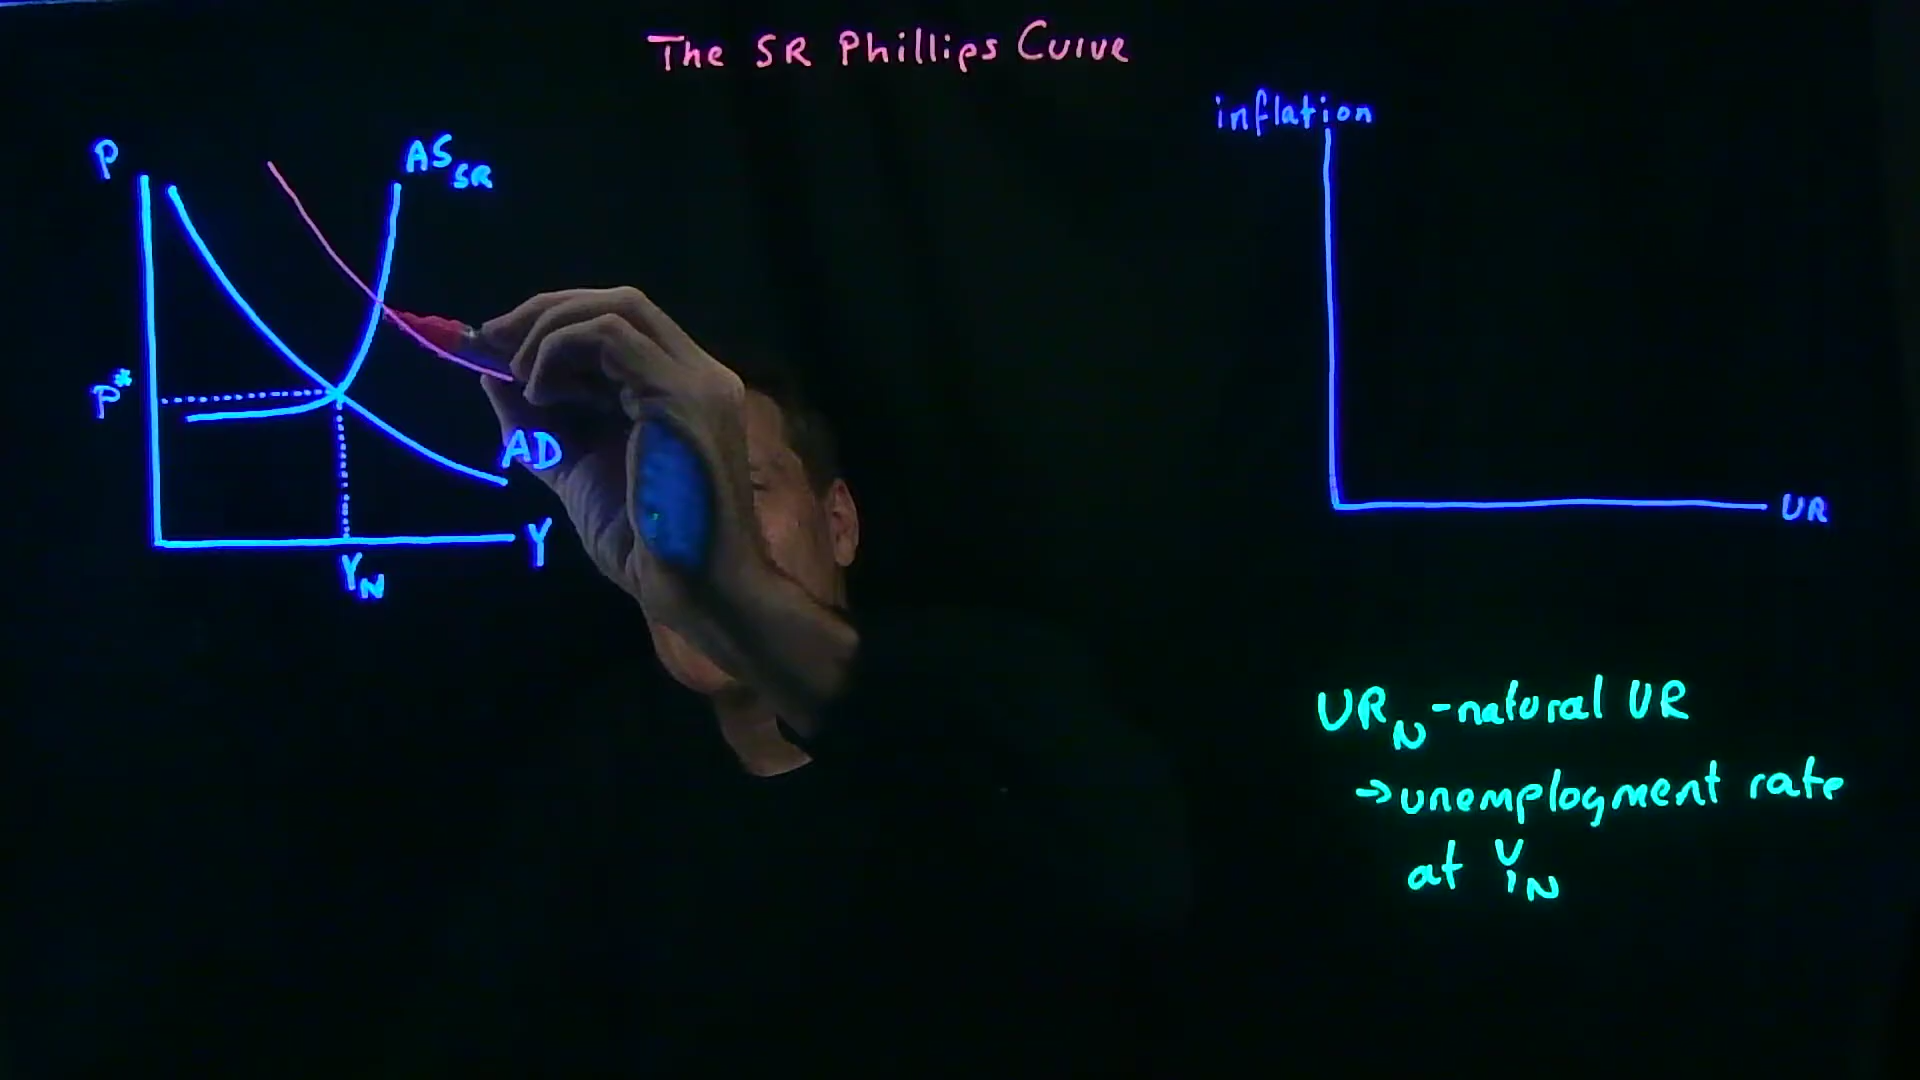 The SR Phillips Curve
P
AS SR
P*
AD
Y
Y N
inflation
UR
UR N - natural UR
→ unemployment rate
at Y N